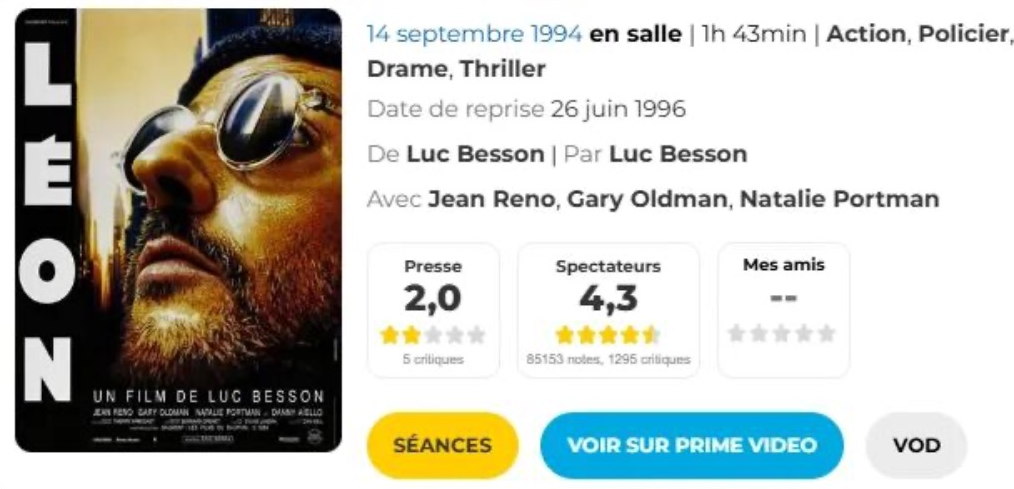 LÉON
UN FILM DE LUC BESSON
JEAN RENO GARY OLDMAN NATALIE PORTMAN DANNY AIELLO
14 septembre 1994 en salle | 1h 43min | Action, Policier,
Drame, Thriller
Date de reprise 26 juin 1996
De Luc Besson | Par Luc Besson
Avec Jean Reno, Gary Oldman, Natalie Portman
Presse
2,0
5 critiques
Spectateurs
4,3
85153 notes, 1295 critiques
Mes amis
--
SÉANCES
VOIR SUR PRIME VIDEO
VOD